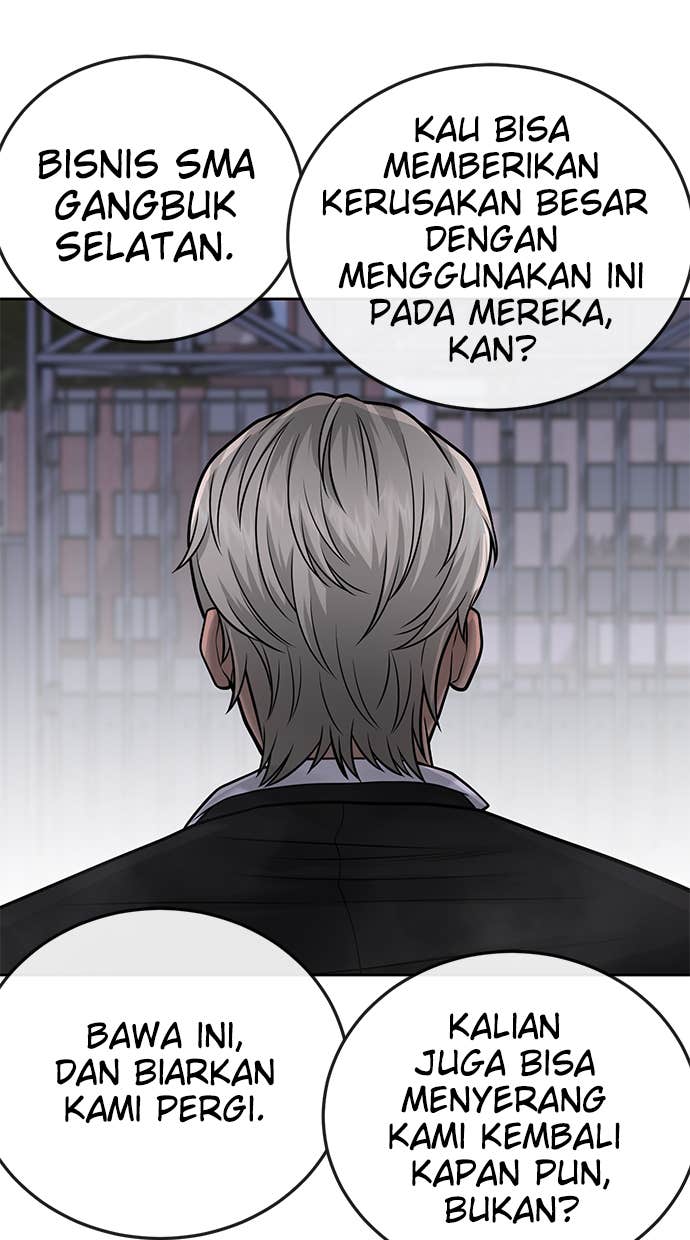 BISNIS SMA
GANGBUK
SELATAN.
KAU BISA
MEMBERIKAN
KERUSAKAN BESAR
DENGAN
MENGGUNAKAN INI
PADA MEREKA,
KAN?
BAWA INI,
DAN BIARKAN
KAMI PERGI.
KALIAN
JUGA BISA
MENYERANG
KAMI KEMBALI
KAPAN PUN,
BUKAN?